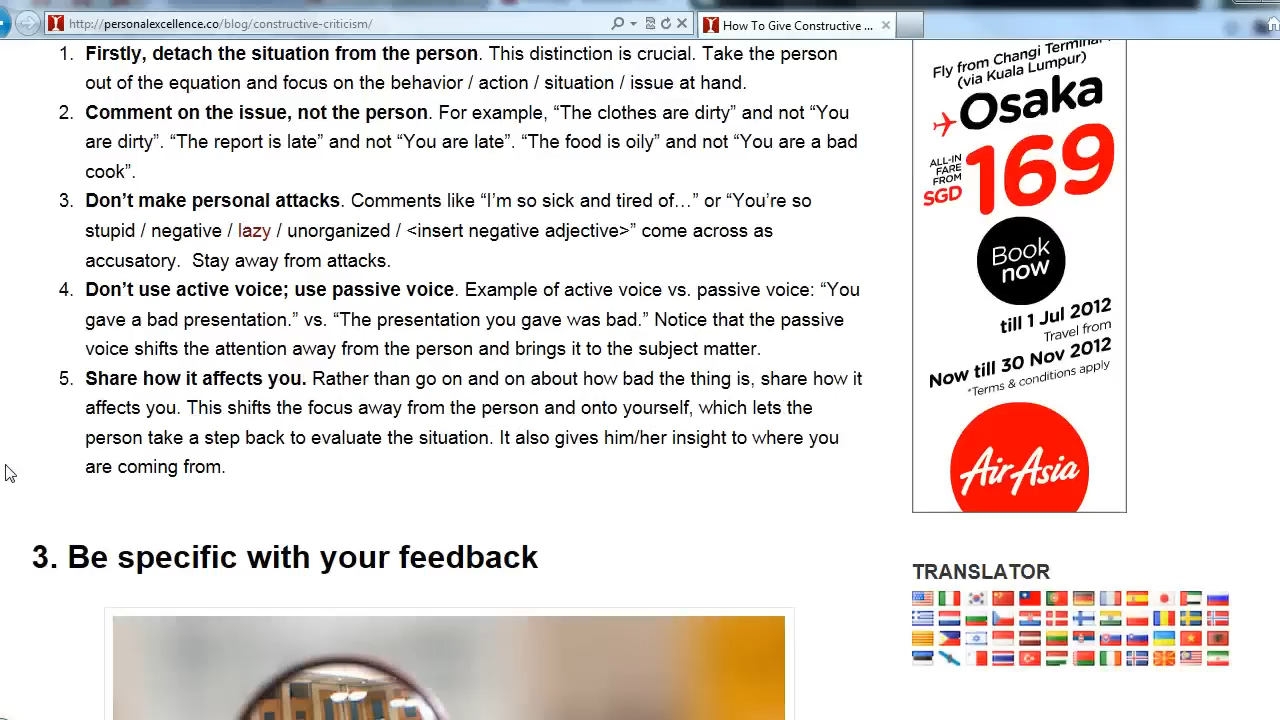 http://personalexcellence.co/blog/constructive-criticism/
How To Give Constructive ...
1. Firstly, detach the situation from the person. This distinction is crucial. Take the person
out of the equation and focus on the behavior / action / situation / issue at hand.
2. Comment on the issue, not the person. For example, “The clothes are dirty” and not “You
are dirty”. “The report is late” and not “You are late”. “The food is oily” and not “You are a bad
cook”.
3. Don’t make personal attacks. Comments like “I’m so sick and tired of…” or “You’re so
stupid / negative / lazy / unorganized / <insert negative adjective>” come across as
accusatory.  Stay away from attacks.
4. Don’t use active voice; use passive voice. Example of active voice vs. passive voice: “You
gave a bad presentation.” vs. “The presentation you gave was bad.” Notice that the passive
voice shifts the attention away from the person and brings it to the subject matter.
5. Share how it affects you. Rather than go on and on about how bad the thing is, share how it
affects you. This shifts the focus away from the person and onto yourself, which lets the
person take a step back to evaluate the situation. It also gives him/her insight to where you
are coming from.
3. Be specific with your feedback
Fly from Changi Terminal
(via Kuala Lumpur)
Osaka
ALL-IN
FARE
FROM
SGD
169
Book
now
till 1 Jul 2012
Travel from
Now till 30 Nov 2012
*Terms & conditions apply
AirAsia
TRANSLATOR